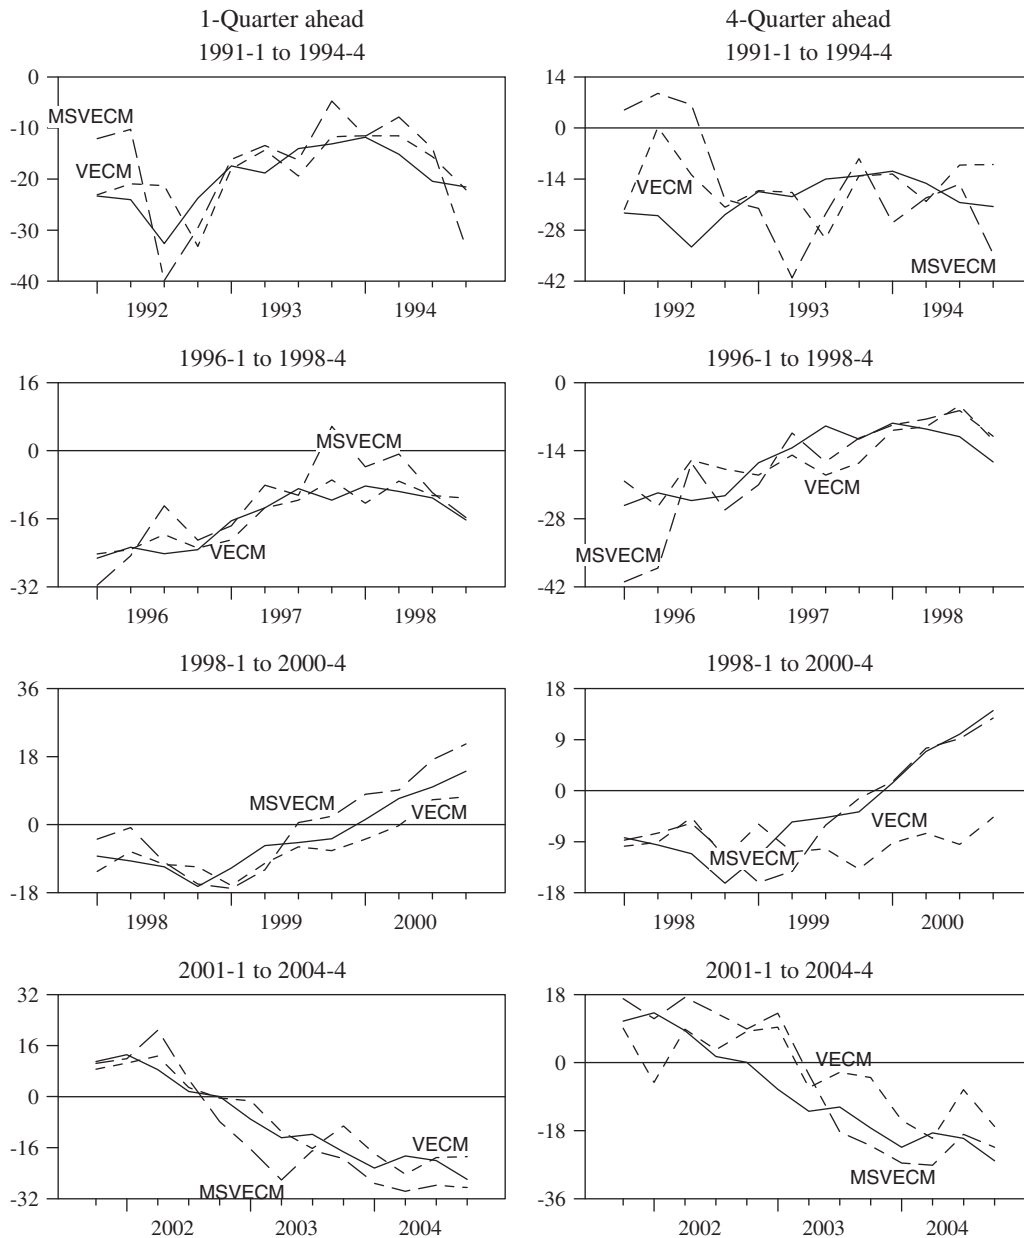 1-Quarter ahead
1991-1 to 1994-4
0
-10
-20
-30
-40
MSVECM
VECM
1992 1993 1994
4-Quarter ahead
1991-1 to 1994-4
14
0
-14
-28
-42
VECM
MSVECM
1992 1993 1994
1996-1 to 1998-4
16
0
-16
-32
MSVECM
VECM
1996 1997 1998
1996-1 to 1998-4
0
-14
-28
-42
VECM
MSVECM
1996 1997 1998
1998-1 to 2000-4
36
18
0
-18
MSVECM
VECM
1998 1999 2000
1998-1 to 2000-4
18
9
0
-9
-18
VECM
MSVECM
1998 1999 2000
2001-1 to 2004-4
32
16
0
-16
-32
VECM
MSVECM
2002 2003 2004
2001-1 to 2004-4
18
0
-18
-36
VECM
MSVECM
2002 2003 2004